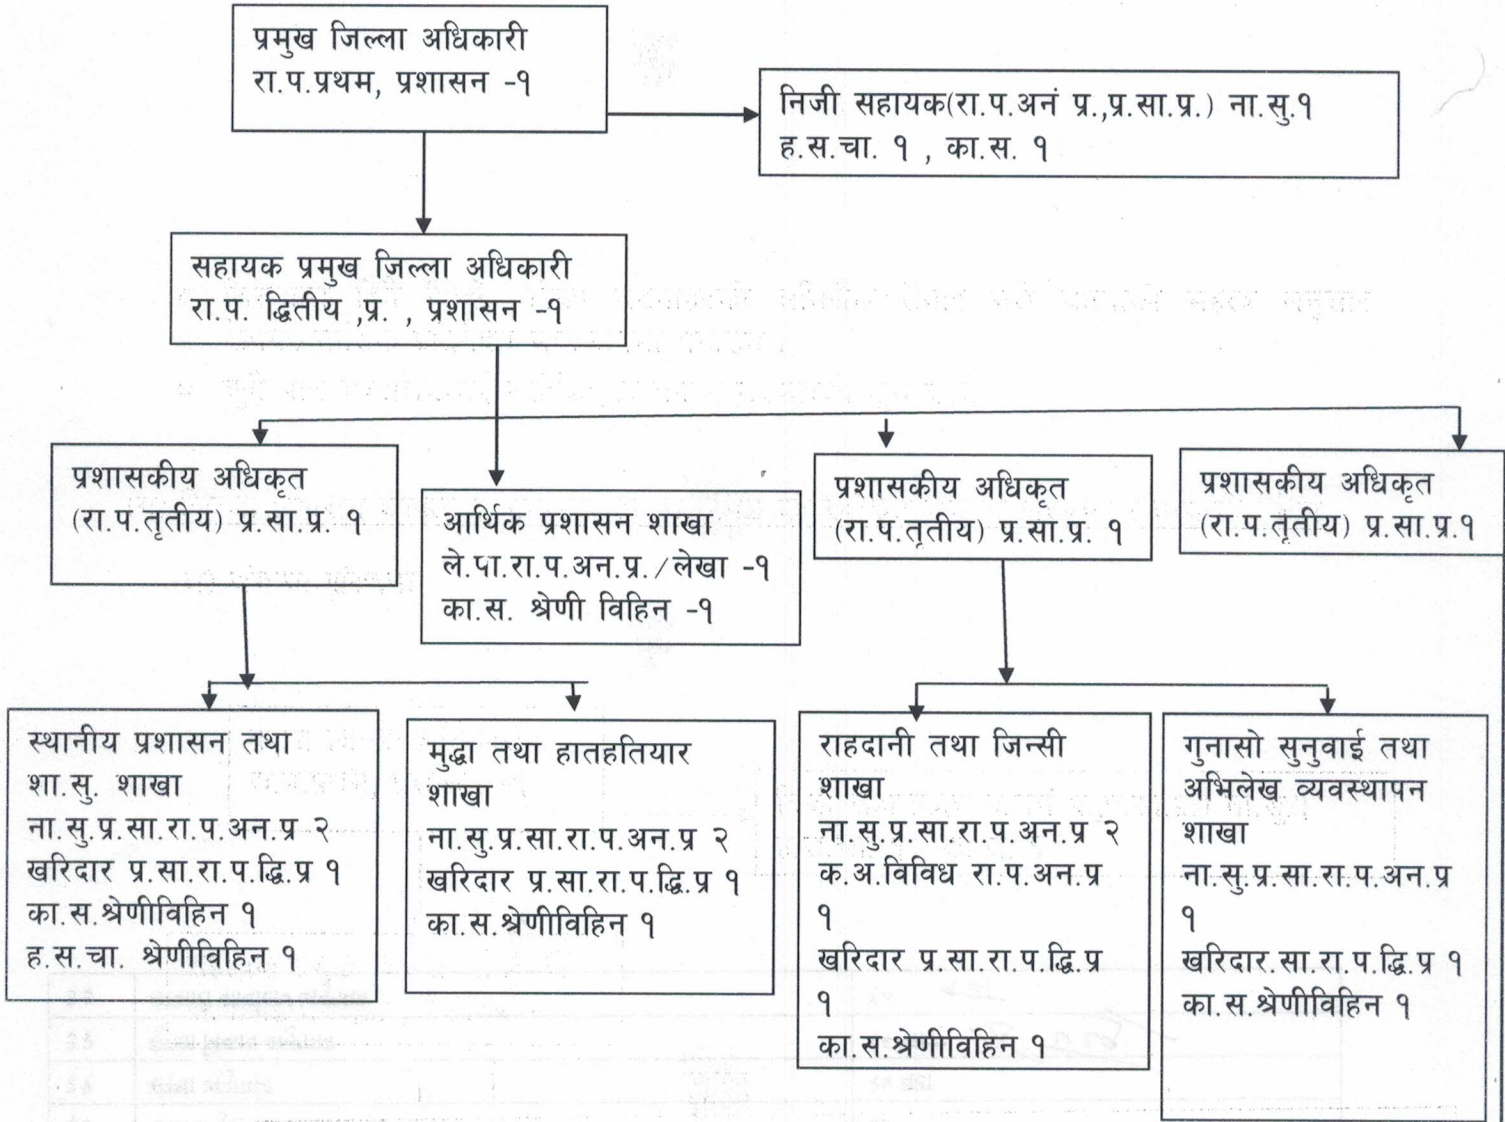 प्रमुख जिल्ला अधिकारी
रा.प.प्रथम, प्रशासन -१
निजी सहायक(रा.प.अनं प्र.,प्र.सा.प्र.) ना.सु.१
ह.स.चा. १ , का.स. १
सहायक प्रमुख जिल्ला अधिकारी
रा.प. द्धितीय ,प्र. , प्रशासन -१
प्रशासकीय अधिकृत
(रा.प.तृतीय) प्र.सा.प्र. १
आर्थिक प्रशासन शाखा
ले.पा.रा.प.अन.प्र./लेखा -१
का.स. श्रेणी विहिन -१
प्रशासकीय अधिकृत
(रा.प.तृतीय) प्र.सा.प्र. १
प्रशासकीय अधिकृत
(रा.प.तृतीय) प्र.सा.प्र.१
स्थानीय प्रशासन तथा
शा.सु. शाखा
ना.सु.प्र.सा.रा.प.अन.प्र २
खरिदार प्र.सा.रा.प.द्धि.प्र १
का.स.श्रेणीविहिन १
ह.स.चा. श्रेणीविहिन १
मुद्धा तथा हातहतियार
शाखा
ना.सु.प्र.सा.रा.प.अन.प्र २
खरिदार प्र.सा.रा.प.द्धि.प्र १
का.स.श्रेणीविहिन १
राहदानी तथा जिन्सी
शाखा
ना.सु.प्र.सा.रा.प.अन.प्र २
क.अ.विविध रा.प.अन.प्र
१
खरिदार प्र.सा.रा.प.द्धि.प्र
१
का.स.श्रेणीविहिन १
गुनासो सुनुवाई तथा
अभिलेख व्यवस्थापन
शाखा
ना.सु.प्र.सा.रा.प.अन.प्र
१
खरिदार.सा.रा.प.द्धि.प्र १
का.स.श्रेणीविहिन १